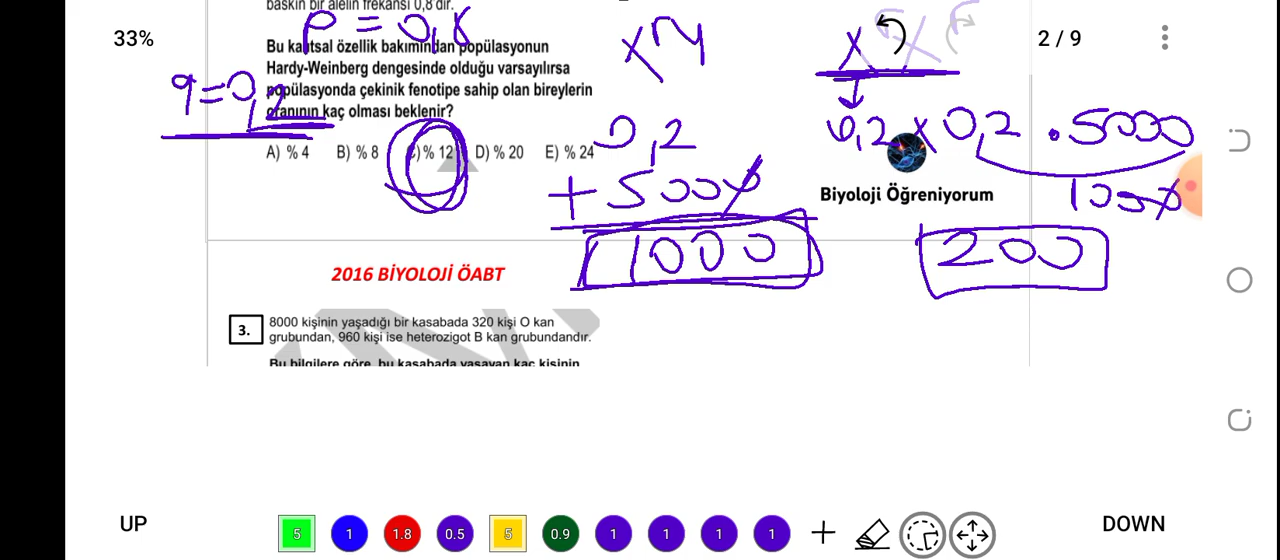 33%
baskın bir alelin frekansı 0,8 dir.
p = 0,8
Bu kalıtsal özellik bakımından popülasyonun
Hardy-Weinberg dengesinde olduğu varsayılırsa
popülasyonda çekinik fenotipe sahip olan bireylerin
oranının kaç olması beklenir?
q=0,2
A) % 4 B) % 8 C) % 12 D) % 20 E) % 24
0,2
+ 5000
1000
2 / 9
0,2 x 0,2 . 5000
1000
200
Biyoloji Öğreniyorum
2016 BİYOLOJİ ÖABT
3. 8000 kişinin yaşadığı bir kasabada 320 kişi O kan
grubundan, 960 kişi ise heterozigot B kan grubundandır.
Bu bilgilere göre, bu kasabada yaşayan kaç kişinin
UP
5 1 1.8 0.5 5 0.9 1 1 1 1
DOWN